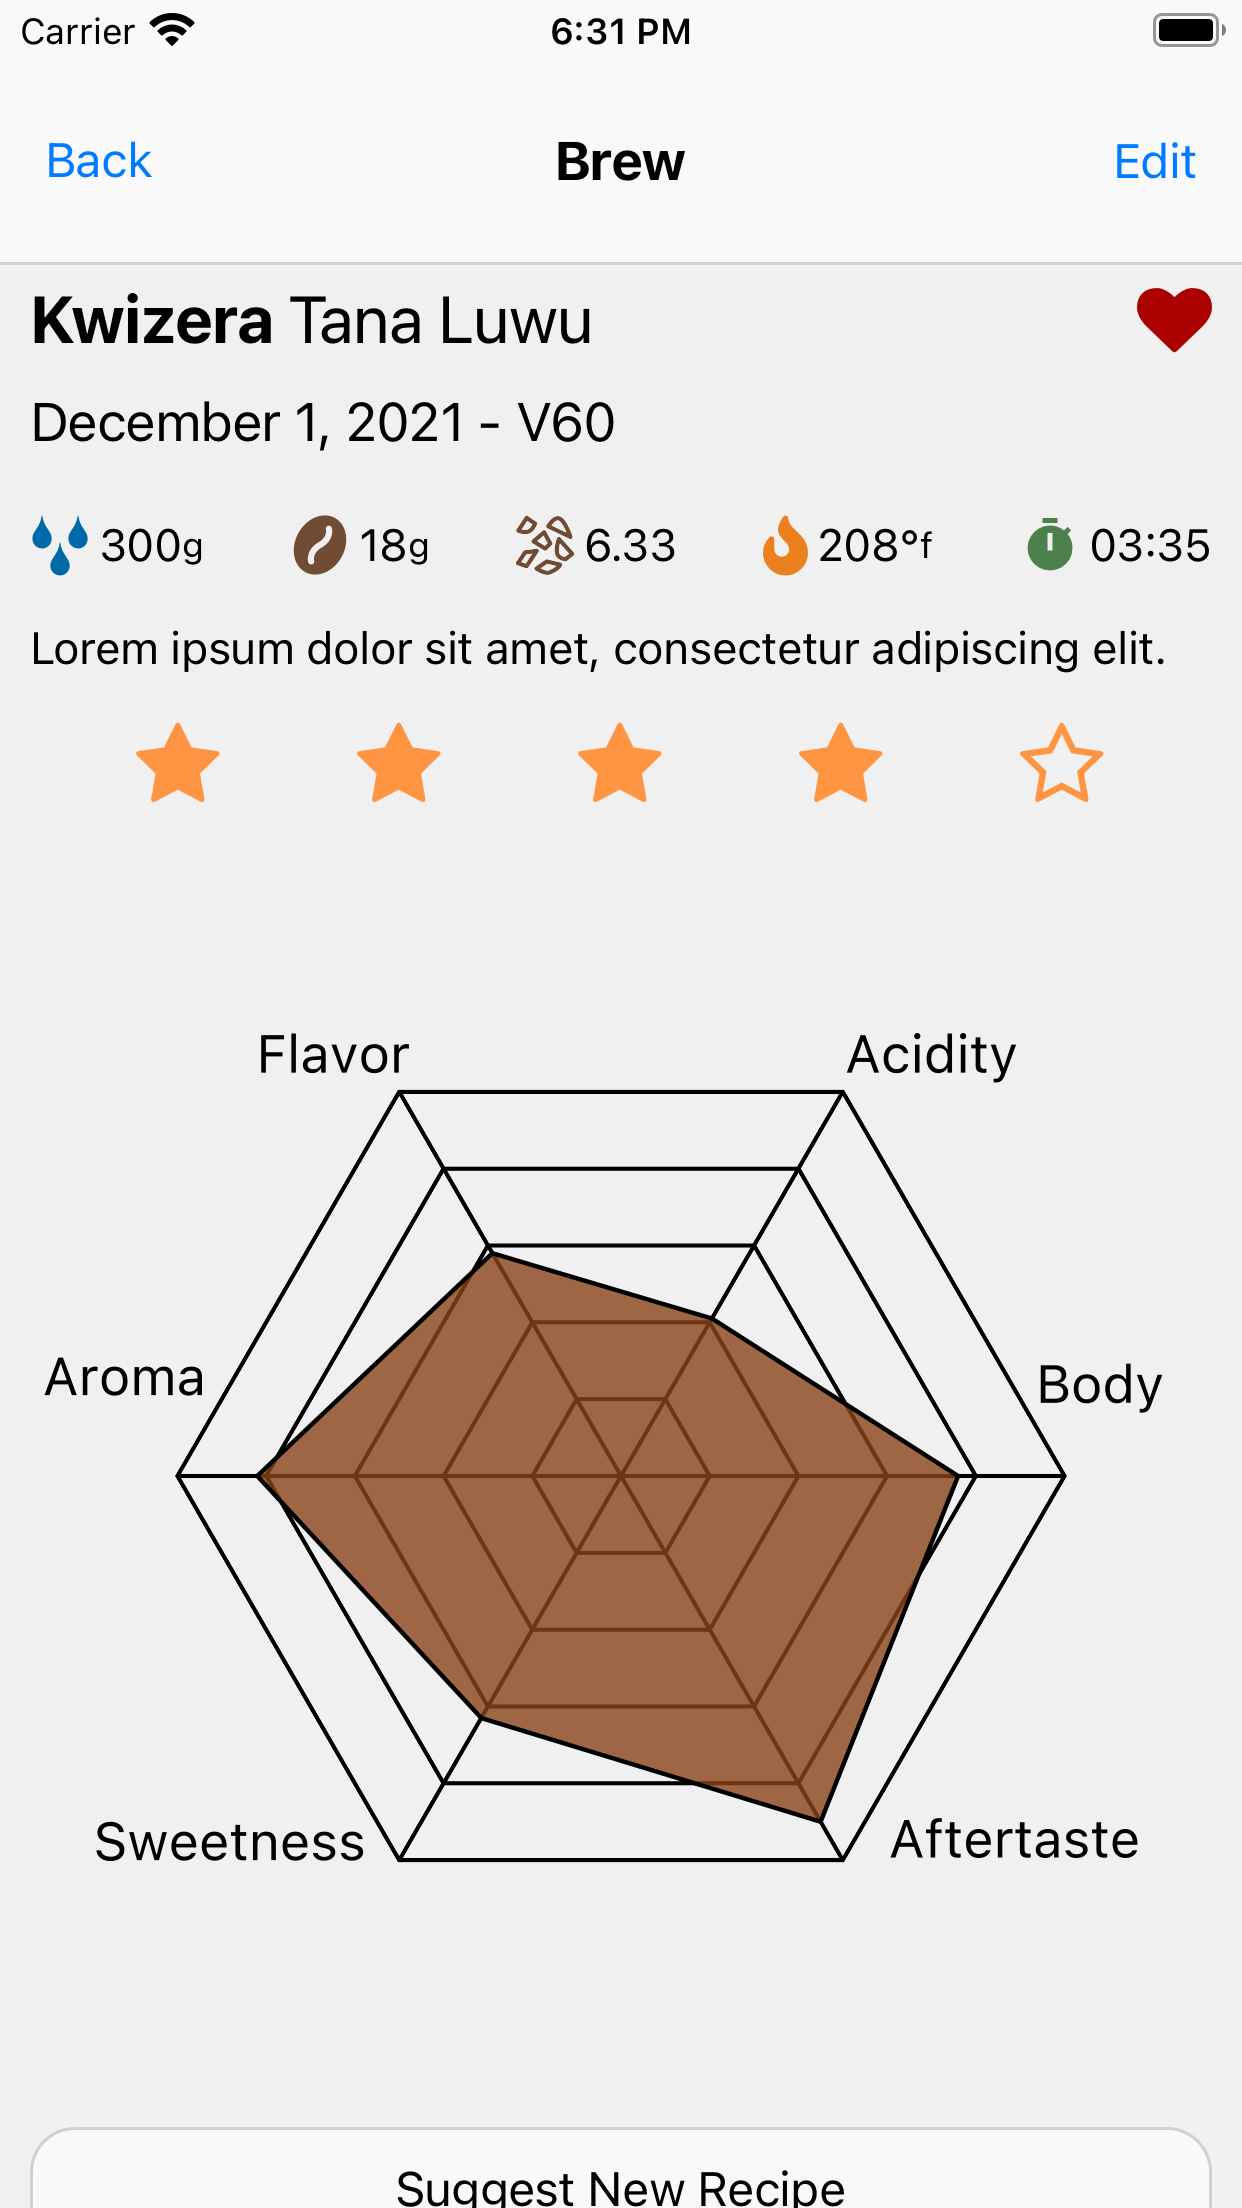 Carrier 6:31 PM
Back Brew Edit
Kwizera Tana Luwu
December 1, 2021 - V60
300g 18g 6.33 208°f 03:35
Lorem ipsum dolor sit amet, consectetur adipiscing elit.
Flavor Acidity
Aroma Body
Sweetness Aftertaste
Suggest New Recipe